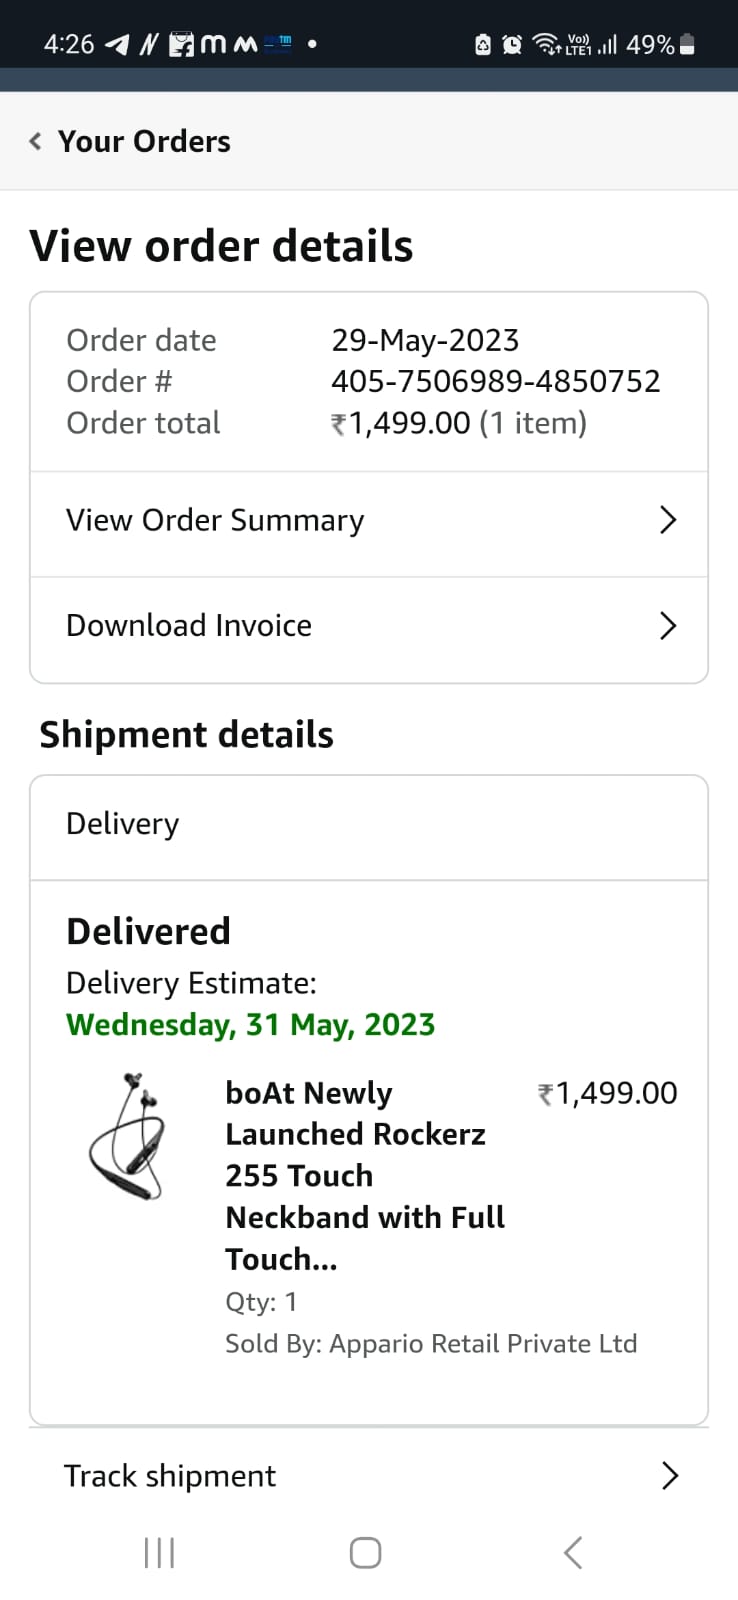 4:26
Vo))
LTE1
49%
Your Orders
View order details
Order date 29-May-2023
Order # 405-7506989-4850752
Order total ₹1,499.00 (1 item)
View Order Summary
Download Invoice
Shipment details
Delivery
Delivered
Delivery Estimate:
Wednesday, 31 May, 2023
boAt Newly ₹1,499.00
Launched Rockerz
255 Touch
Neckband with Full
Touch...
Qty: 1
Sold By: Appario Retail Private Ltd
Track shipment